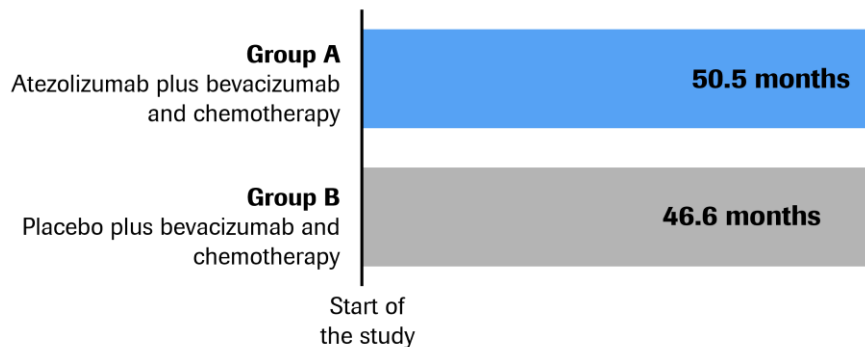 Group A
Atezolizumab plus bevacizumab
and chemotherapy
50.5 months
Group B
Placebo plus bevacizumab and
chemotherapy
46.6 months
Start of
the study